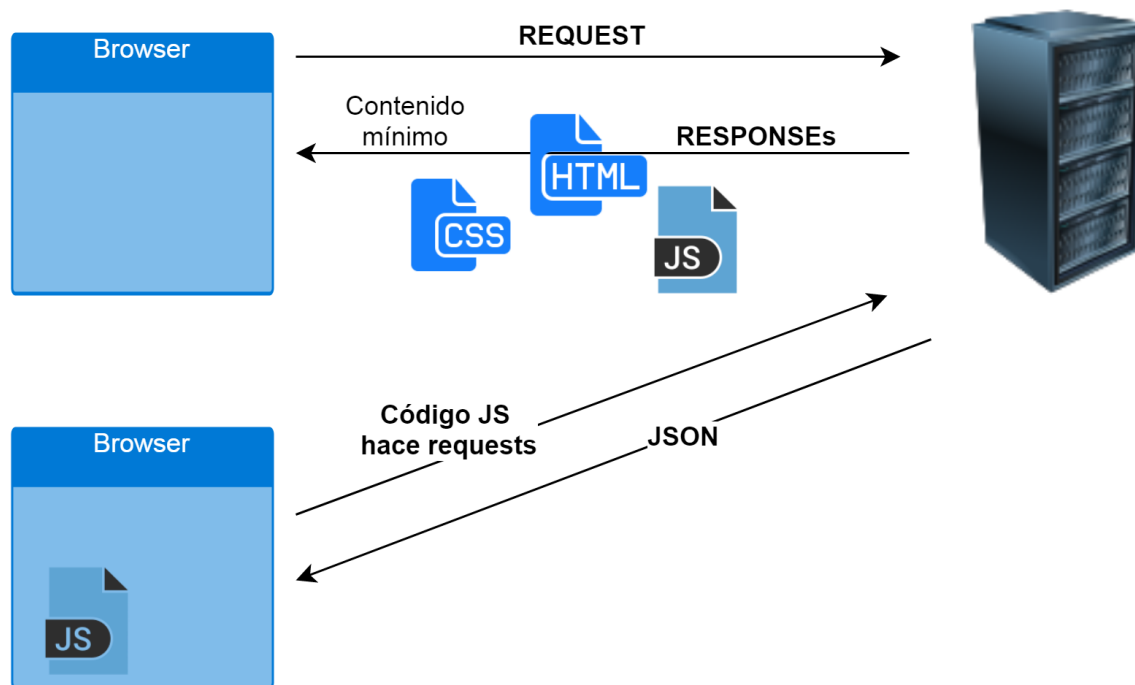 Browser
REQUEST
Contenido
mínimo
RESPONSEs
HTML
CSS
JS
Código JS
hace requests
JSON
Browser
JS